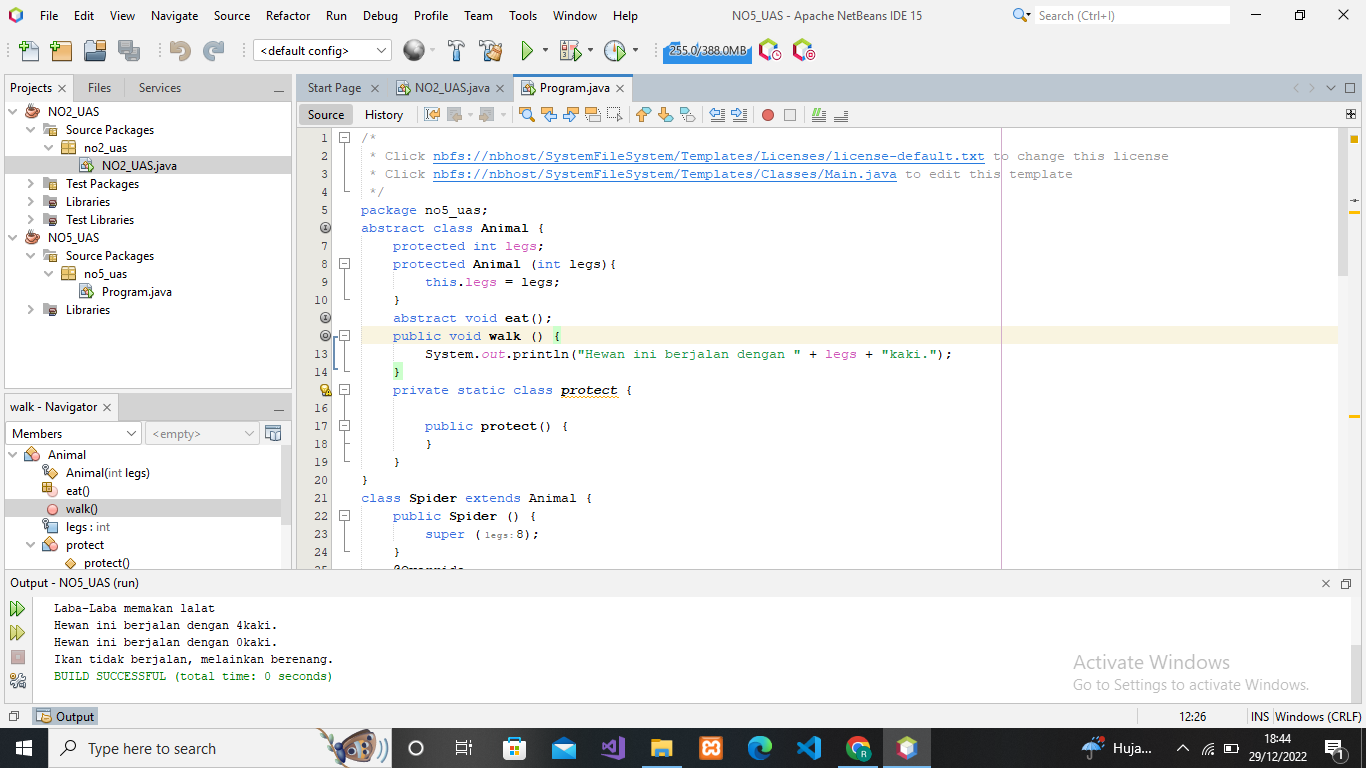 File Edit View Navigate Source Refactor Run Debug Profile Team Tools Window Help
NO5_UAS - Apache NetBeans IDE 15
Search (Ctrl+I)
<default config>
255.0/388.0MB
Projects
Files
Services
NO2_UAS
Source Packages
no2_uas
NO2_UAS.java
Test Packages
Libraries
Test Libraries
NO5_UAS
Source Packages
no5_uas
Program.java
Libraries
walk - Navigator
Members
<empty>
Animal
Animal(int legs)
eat()
walk()
legs : int
protect
protect()
Start Page
NO2_UAS.java
Program.java
Source
History
1 /*
2 * Click nbfs://nbhost/SystemFileSystem/Templates/Licenses/license-default.txt to change this license
3 * Click nbfs://nbhost/SystemFileSystem/Templates/Classes/Main.java to edit this template
4 */
5 package no5_uas;
abstract class Animal {
7 protected int legs;
8 protected Animal (int legs){
9 this.legs = legs;
10 }
abstract void eat();
public void walk () {
13 System.out.println("Hewan ini berjalan dengan " + legs + "kaki.");
14 }
private static class protect {
16
17 public protect() {
18 }
19 }
20 }
21 class Spider extends Animal {
22 public Spider () {
23 super (legs: 8);
24 }
25 @Override
Output - NO5_UAS (run)
Laba-Laba memakan lalat
Hewan ini berjalan dengan 4kaki.
Hewan ini berjalan dengan 0kaki.
Ikan tidak berjalan, melainkan berenang.
BUILD SUCCESSFUL (total time: 0 seconds)
Activate Windows
Go to Settings to activate Windows.
Output
12:26
INS
Windows (CRLF)
Type here to search
Huja...
18:44
29/12/2022
1